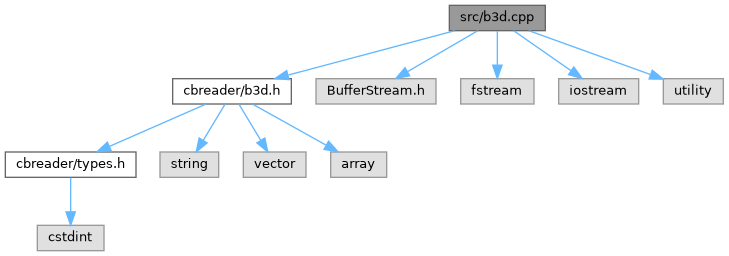 src/b3d.cpp
cbreader/b3d.h
BufferStream.h
fstream
iostream
utility
cbreader/types.h
string
vector
array
cstdint